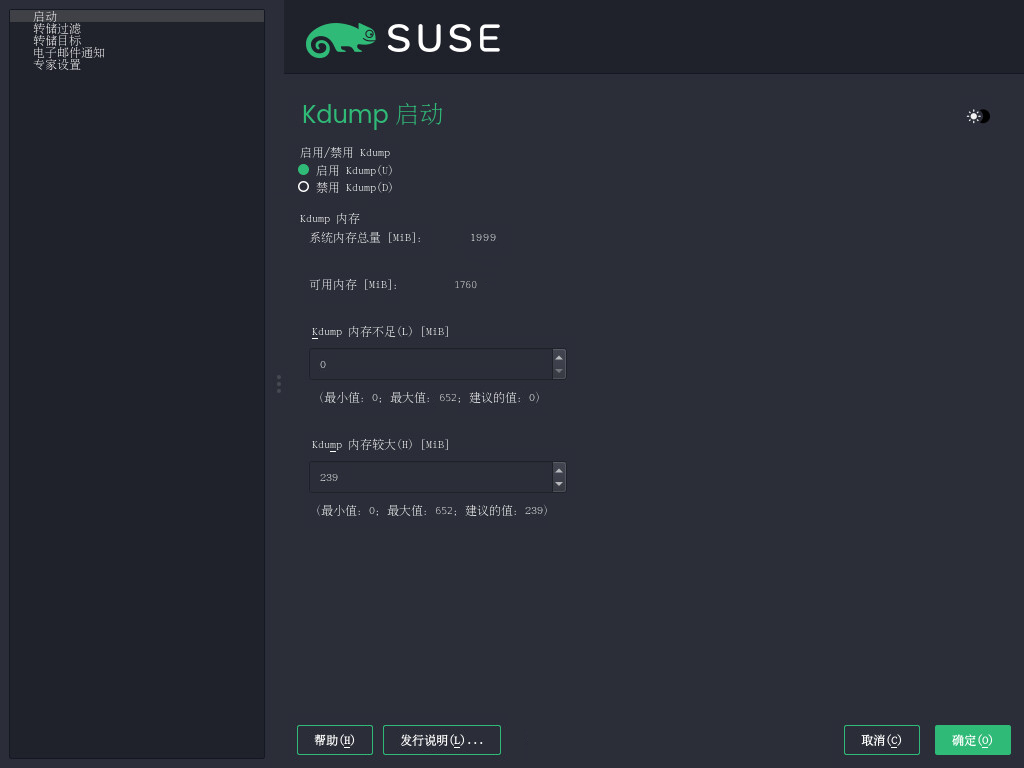 启动
转储过滤
转储目标
电子邮件通知
专家设置
SUSE
Kdump 启动
启用/禁用 Kdump
启用 Kdump(U)
禁用 Kdump(D)
Kdump 内存
系统内存总量 [MiB]: 1999
可用内存 [MiB]: 1760
Kdump 内存不足(L) [MiB]
0
(最小值: 0; 最大值: 652; 建议的值: 0)
Kdump 内存较大(H) [MiB]
239
(最小值: 0; 最大值: 652; 建议的值: 239)
帮助(H) 发行说明(L)... 取消(C) 确定(O)